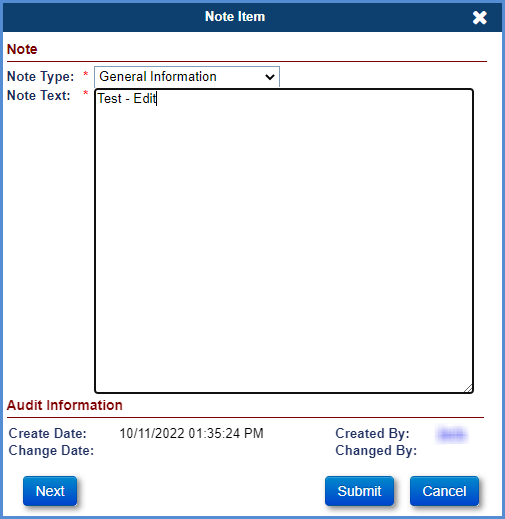 Note Item
Note
Note Type: * General Information
Note Text: * Test - Edit
Audit Information
Create Date: 10/11/2022 01:35:24 PM Created By:
Change Date: Changed By:
Next Submit Cancel